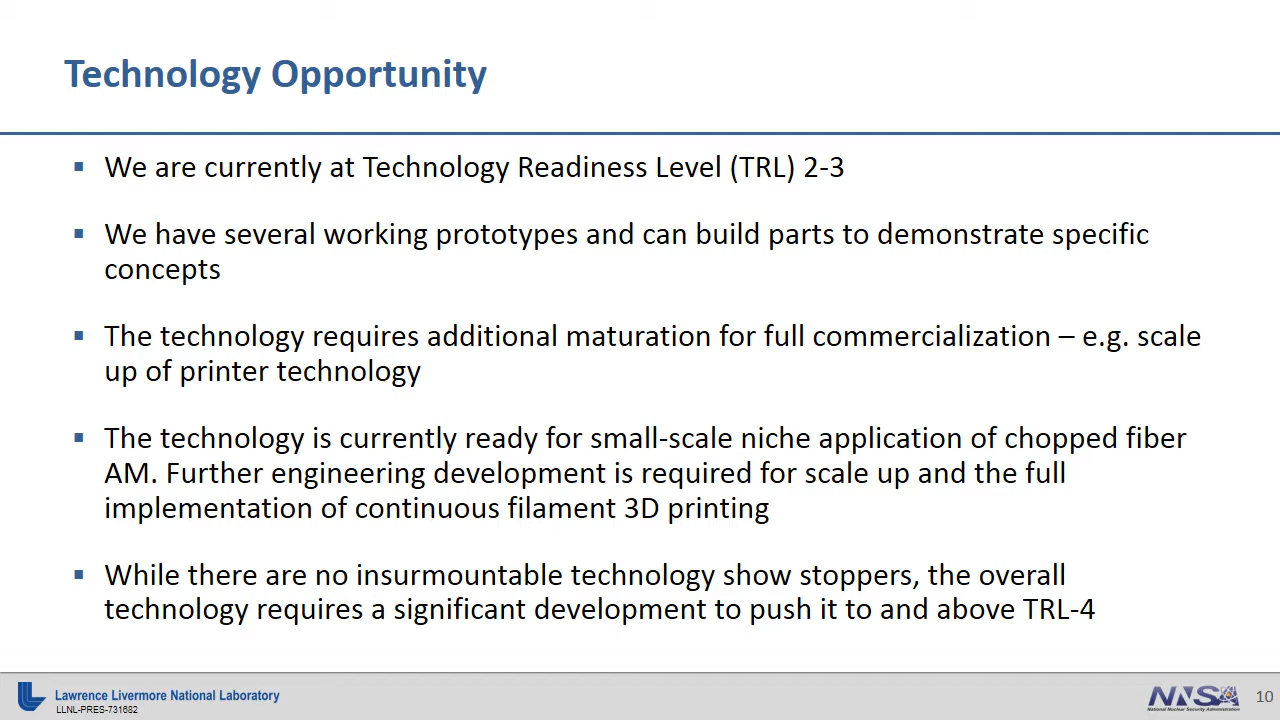 Technology Opportunity
▪ We are currently at Technology Readiness Level (TRL) 2-3
▪ We have several working prototypes and can build parts to demonstrate specific
concepts
▪ The technology requires additional maturation for full commercialization – e.g. scale
up of printer technology
▪ The technology is currently ready for small-scale niche application of chopped fiber
AM. Further engineering development is required for scale up and the full
implementation of continuous filament 3D printing
▪ While there are no insurmountable technology show stoppers, the overall
technology requires a significant development to push it to and above TRL-4
Lawrence Livermore National Laboratory
LLNL-PRES-731682
NNSA
National Nuclear Security Administration
10